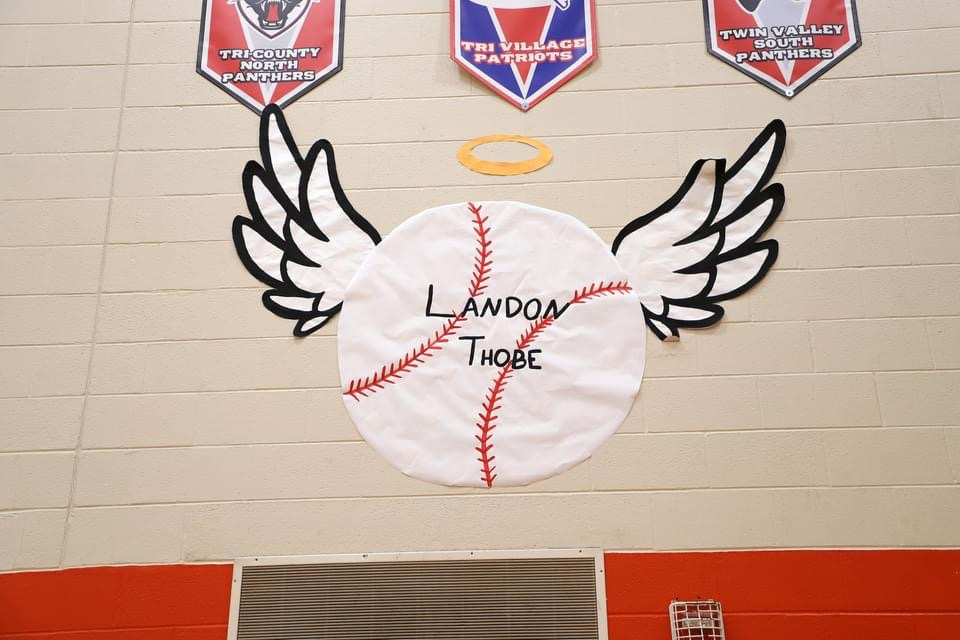 TRI-COUNTY
NORTH
PANTHERS
TRI VILLAGE
PATRIOTS
TWIN VALLEY
SOUTH
PANTHERS
LANDON
THOBE